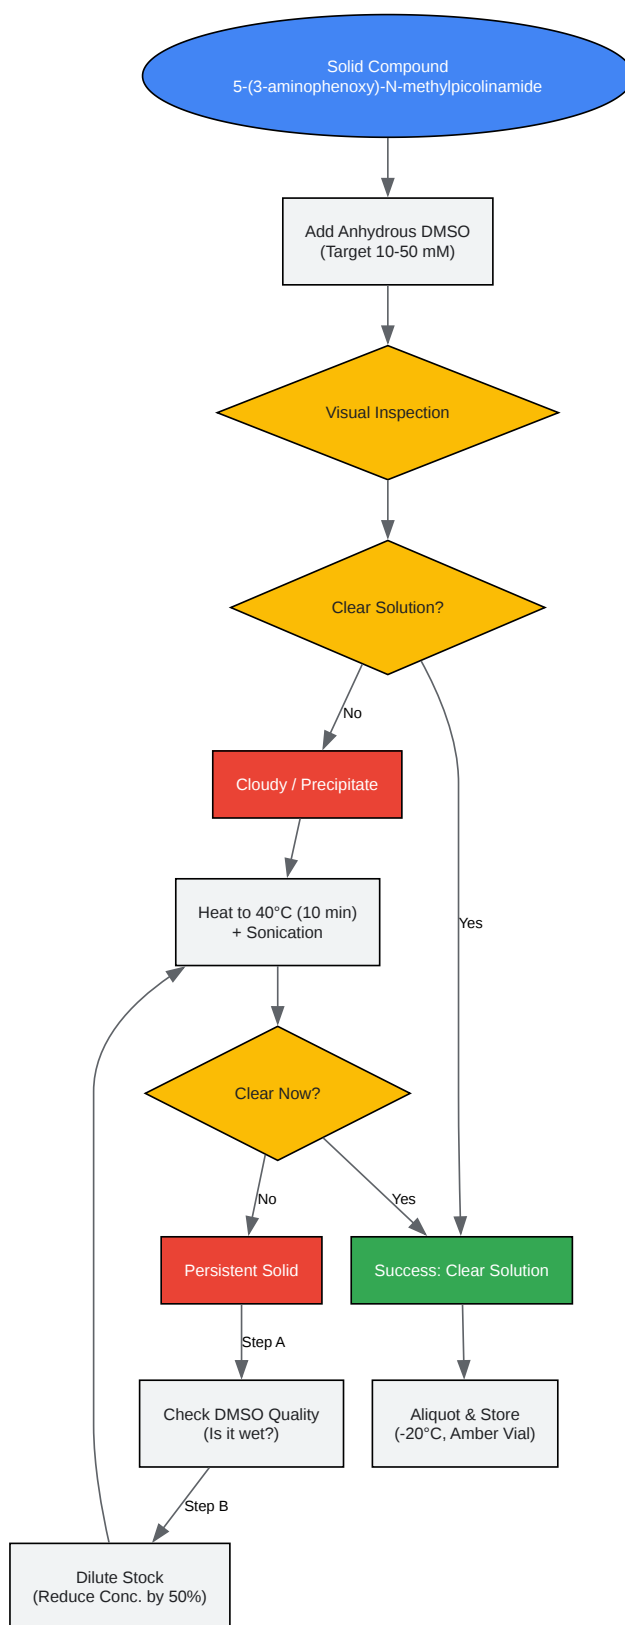 Solid Compound
5-(3-aminophenoxy)-N-methylpicolinamide
Add Anhydrous DMSO
(Target 10-50 mM)
Visual Inspection
Clear Solution?
No
Cloudy / Precipitate
Heat to 40°C (10 min)
+ Sonication
Yes
Clear Now?
No
Yes
Persistent Solid
Success: Clear Solution
Step A
Check DMSO Quality
(Is it wet?)
Aliquot & Store
(-20°C, Amber Vial)
Step B
Dilute Stock
(Reduce Conc. by 50%)